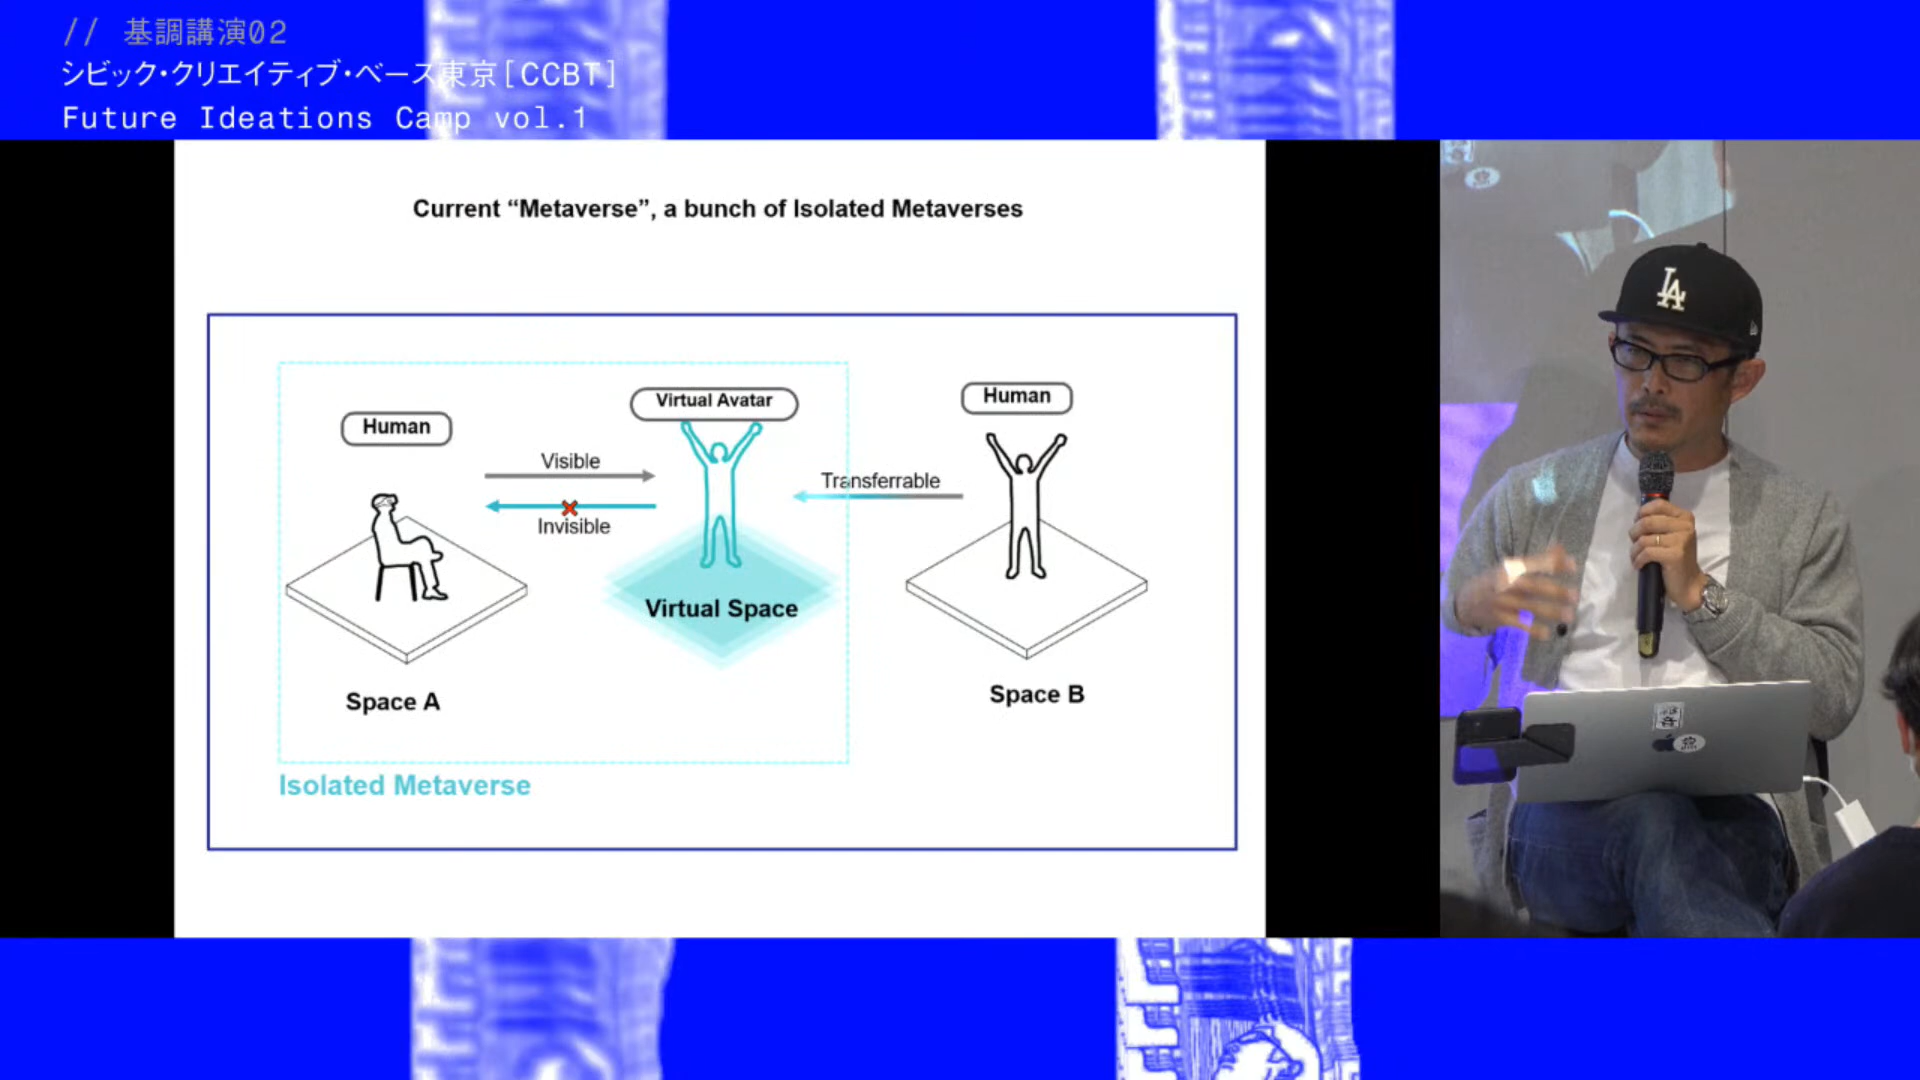 // 基調講演02
シビック・クリエイティブ・ベース東京[CCBT]
Future Ideations Camp vol.1
Current “Metaverse”, a bunch of Isolated Metaverses
Human
Virtual Avatar
Human
Visible
Transferrable
Invisible
Virtual Space
Space A
Space B
Isolated Metaverse
LA